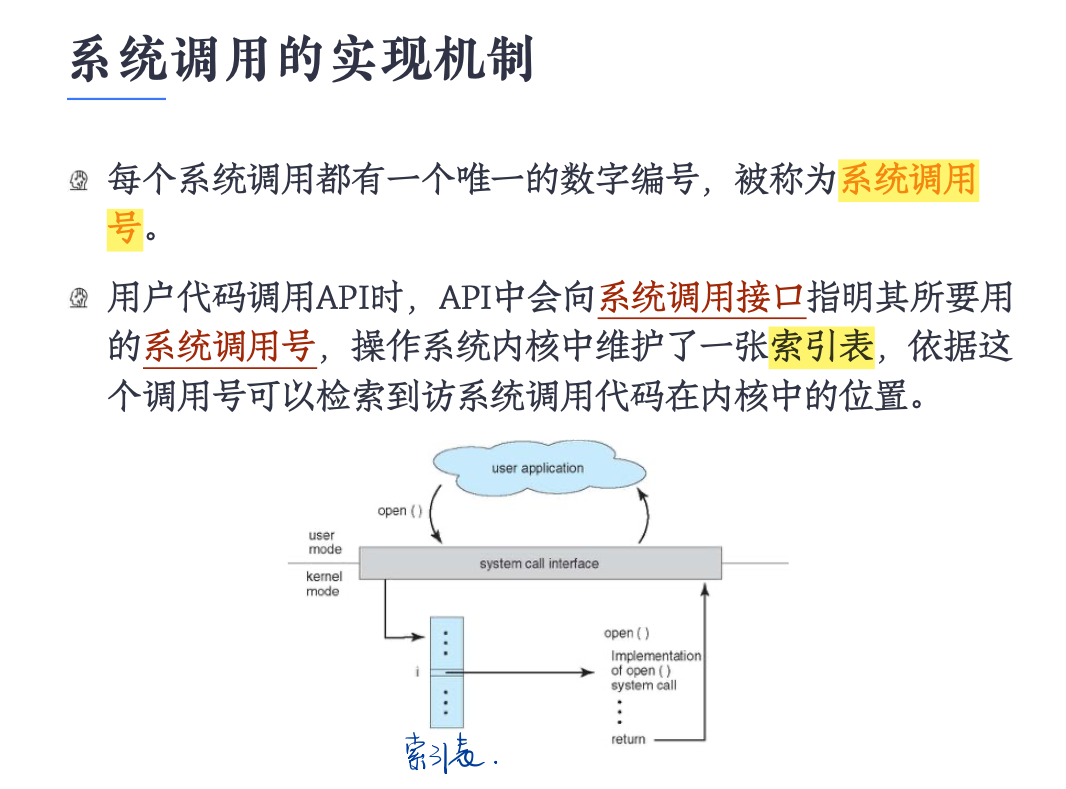 系统调用的实现机制
每个系统调用都有一个唯一的数字编号，被称为系统调用
号。
用户代码调用API时，API中会向系统调用接口指明其所要用
的系统调用号，操作系统内核中维护了一张索引表，依据这
个调用号可以检索到访系统调用代码在内核中的位置。
user application
open ( )
user
mode
system call interface
kernel
mode
open ( )
Implementation
of open ( )
system call
i
return
索引表.